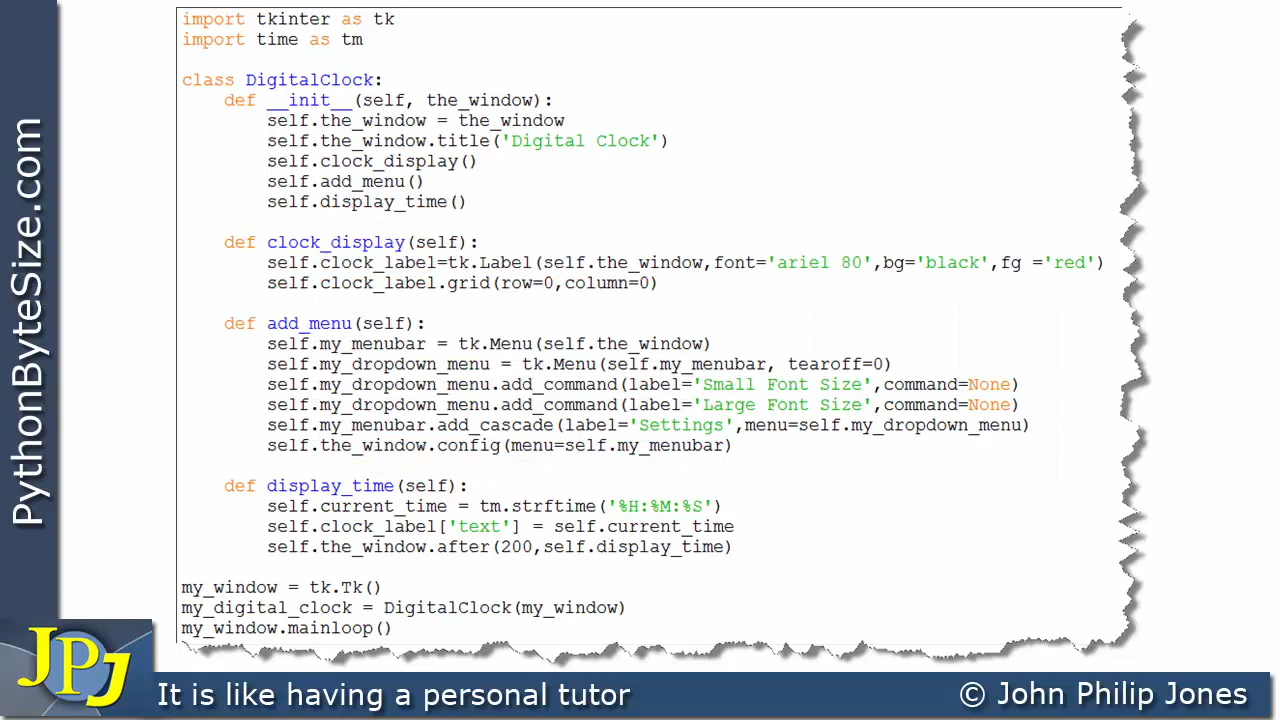 import tkinter as tk
import time as tm

class DigitalClock:
    def __init__(self, the_window):
        self.the_window = the_window
        self.the_window.title('Digital Clock')
        self.clock_display()
        self.add_menu()
        self.display_time()

    def clock_display(self):
        self.clock_label=tk.Label(self.the_window,font='ariel 80',bg='black',fg ='red')
        self.clock_label.grid(row=0,column=0)

    def add_menu(self):
        self.my_menubar = tk.Menu(self.the_window)
        self.my_dropdown_menu = tk.Menu(self.my_menubar, tearoff=0)
        self.my_dropdown_menu.add_command(label='Small Font Size',command=None)
        self.my_dropdown_menu.add_command(label='Large Font Size',command=None)
        self.my_menubar.add_cascade(label='Settings',menu=self.my_dropdown_menu)
        self.the_window.config(menu=self.my_menubar)

    def display_time(self):
        self.current_time = tm.strftime('%H:%M:%S')
        self.clock_label['text'] = self.current_time
        self.the_window.after(200,self.display_time)

my_window = tk.Tk()
my_digital_clock = DigitalClock(my_window)
my_window.mainloop()
PythonByteSize.com
JPJ
It is like having a personal tutor
© John Philip Jones